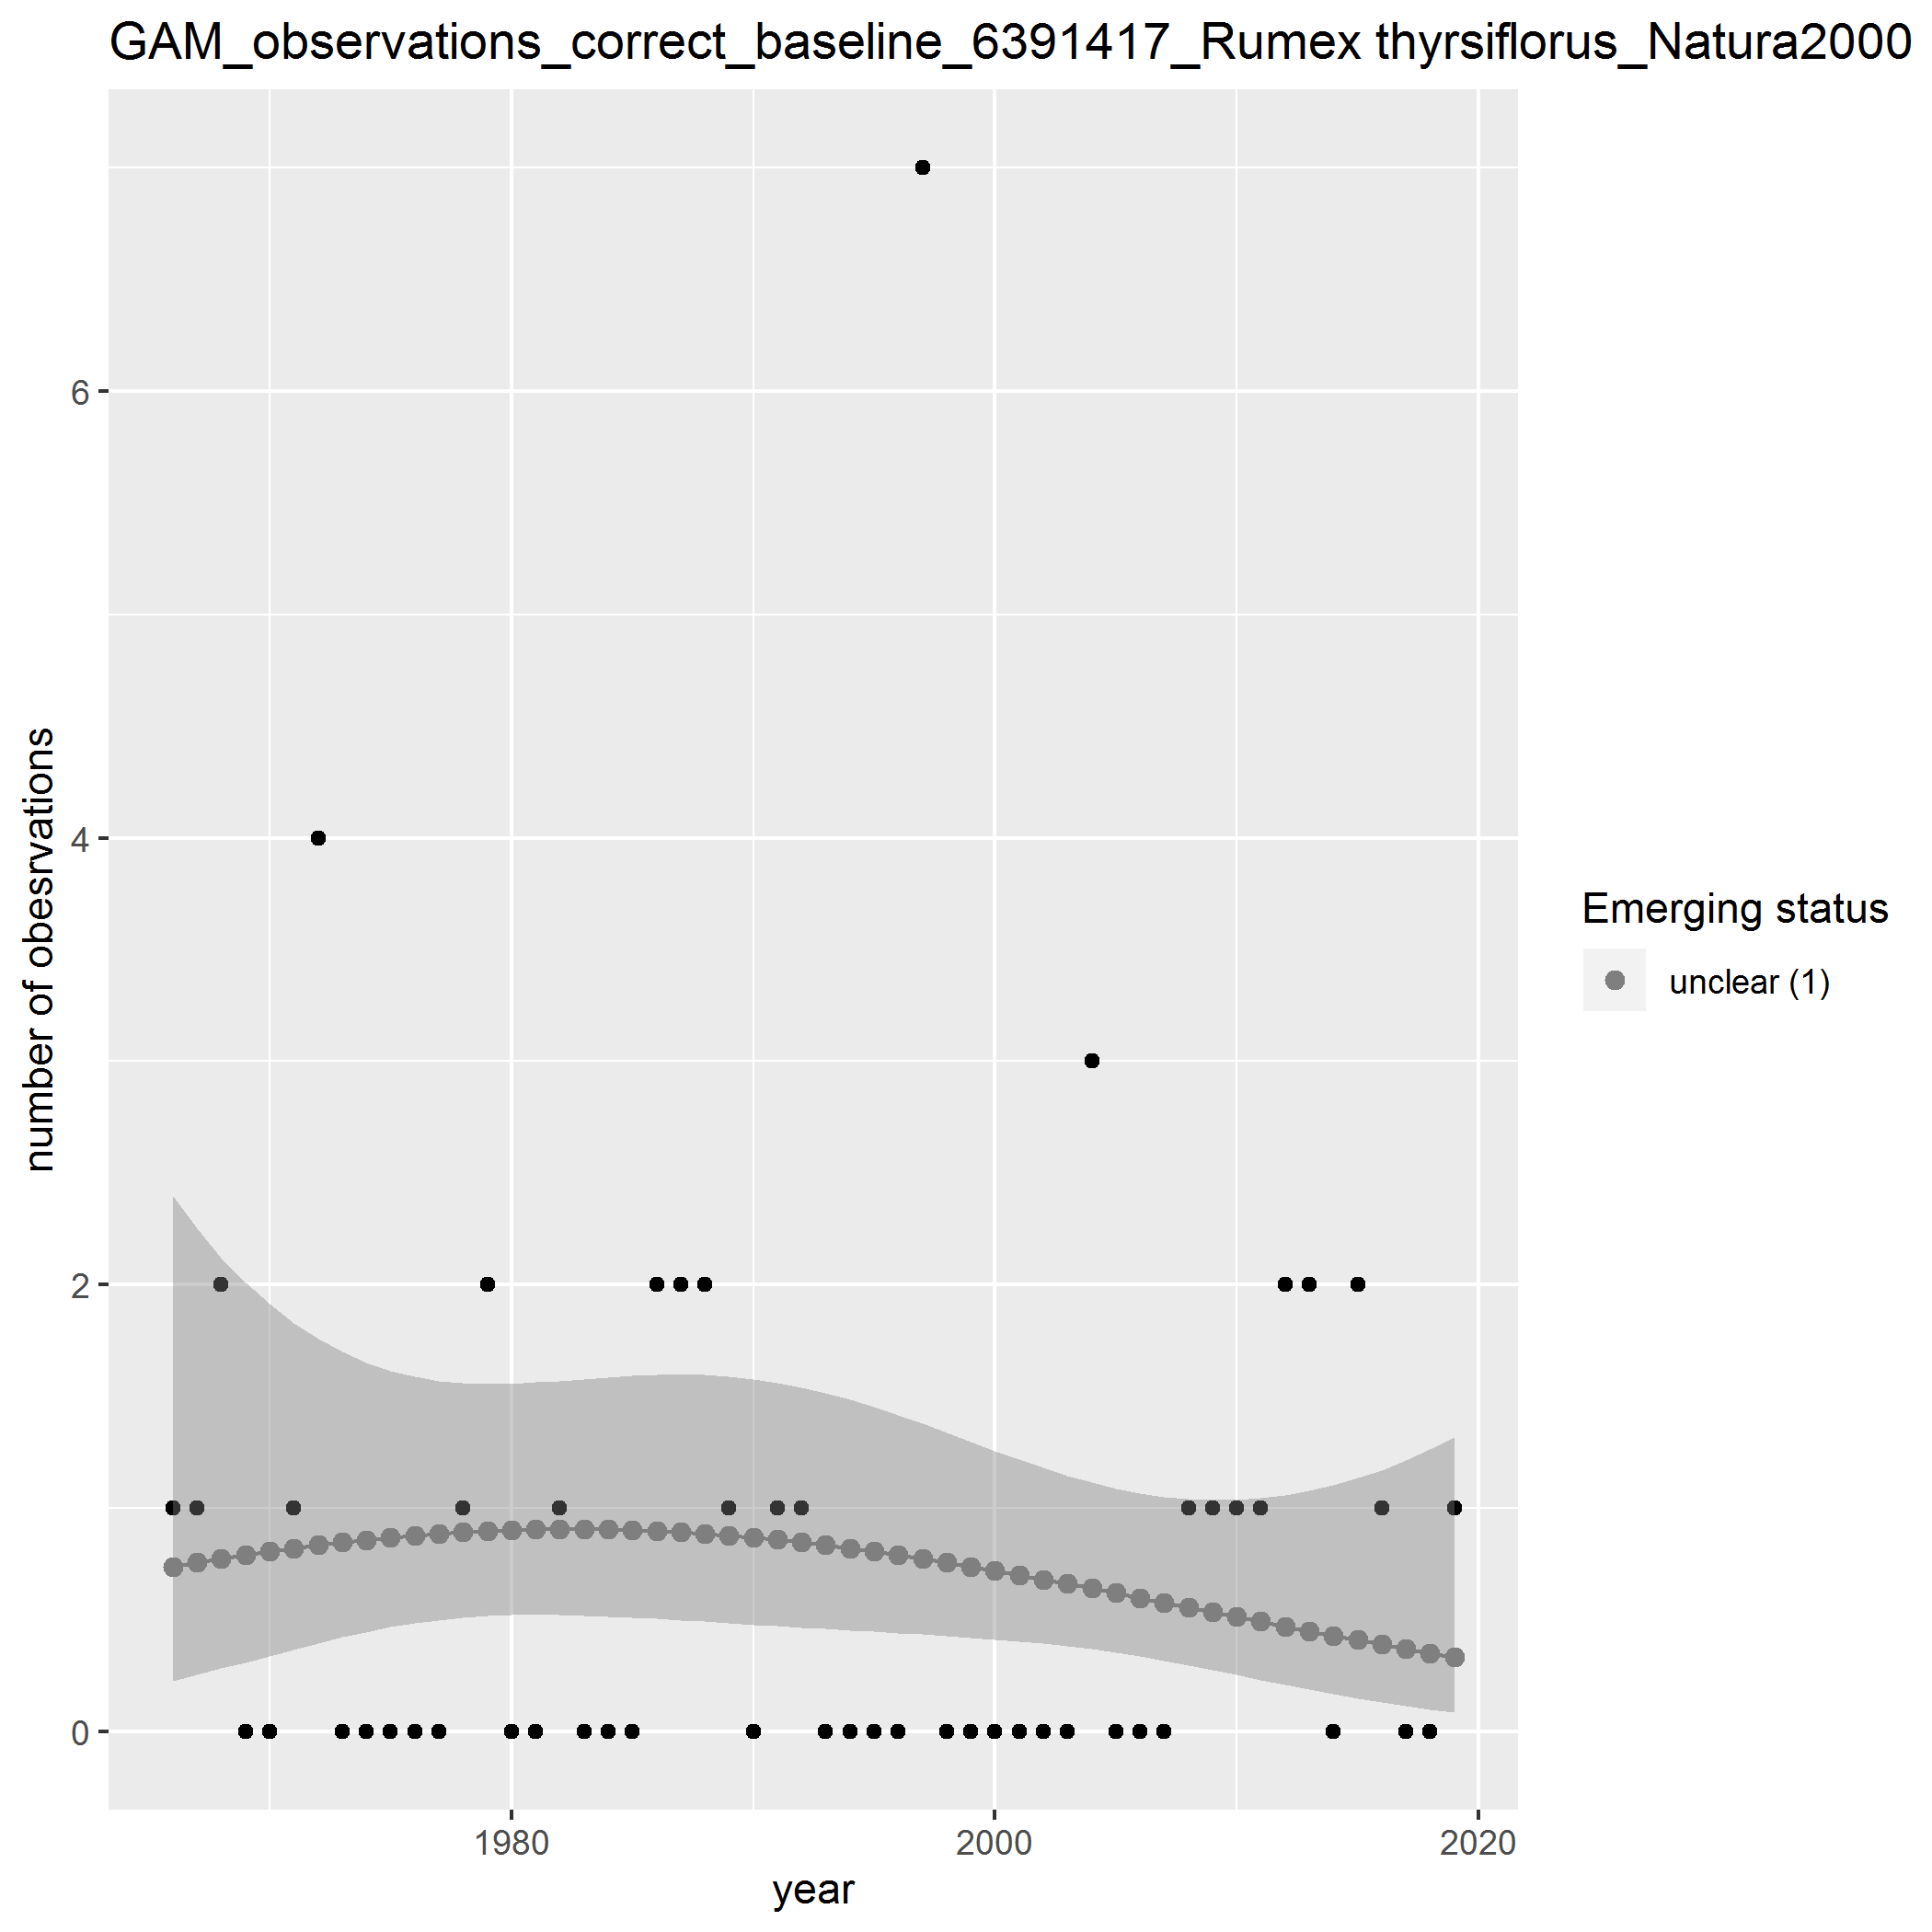 GAM_observations_correct_baseline_6391417_Rumex thyrsiflorus_Natura2000
6
4
2
0
number of obesrvations
1980
2000
2020
year
Emerging status
unclear (1)